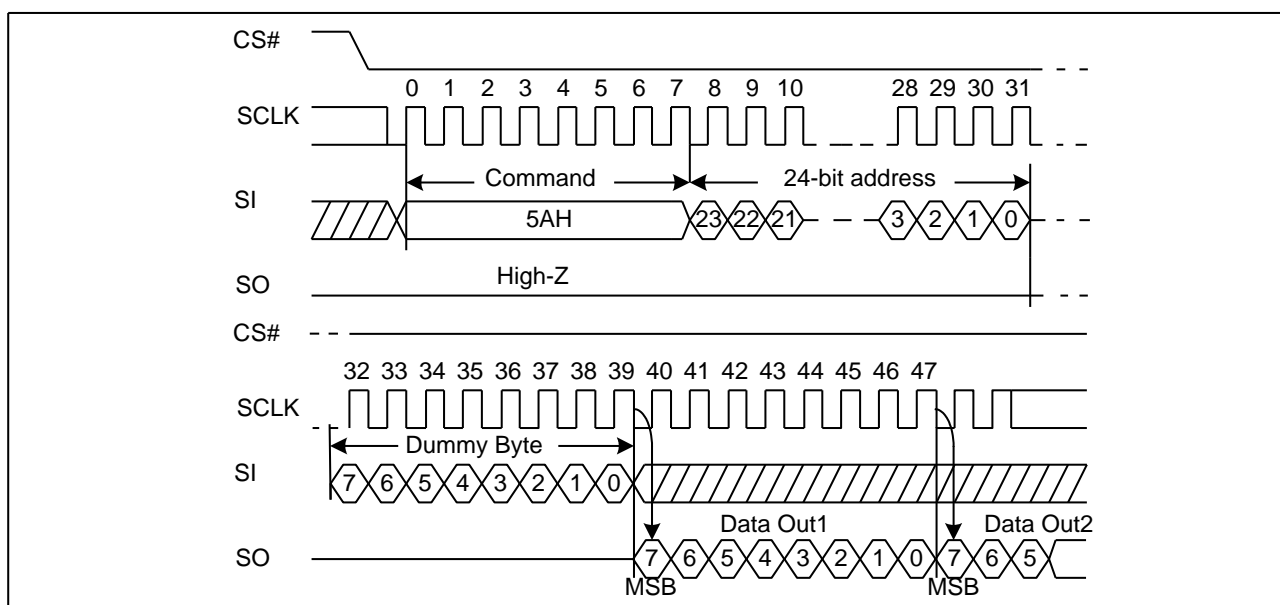 CS#
0 1 2 3 4 5 6 7 8 9 10 28 29 30 31
SCLK
Command 24-bit address
SI
5AH 23 22 21 3 2 1 0
High-Z
SO
CS#
32 33 34 35 36 37 38 39 40 41 42 43 44 45 46 47
SCLK
Dummy Byte
SI
7 6 5 4 3 2 1 0
Data Out1 Data Out2
SO
7 6 5 4 3 2 1 0 7 6 5
MSB MSB